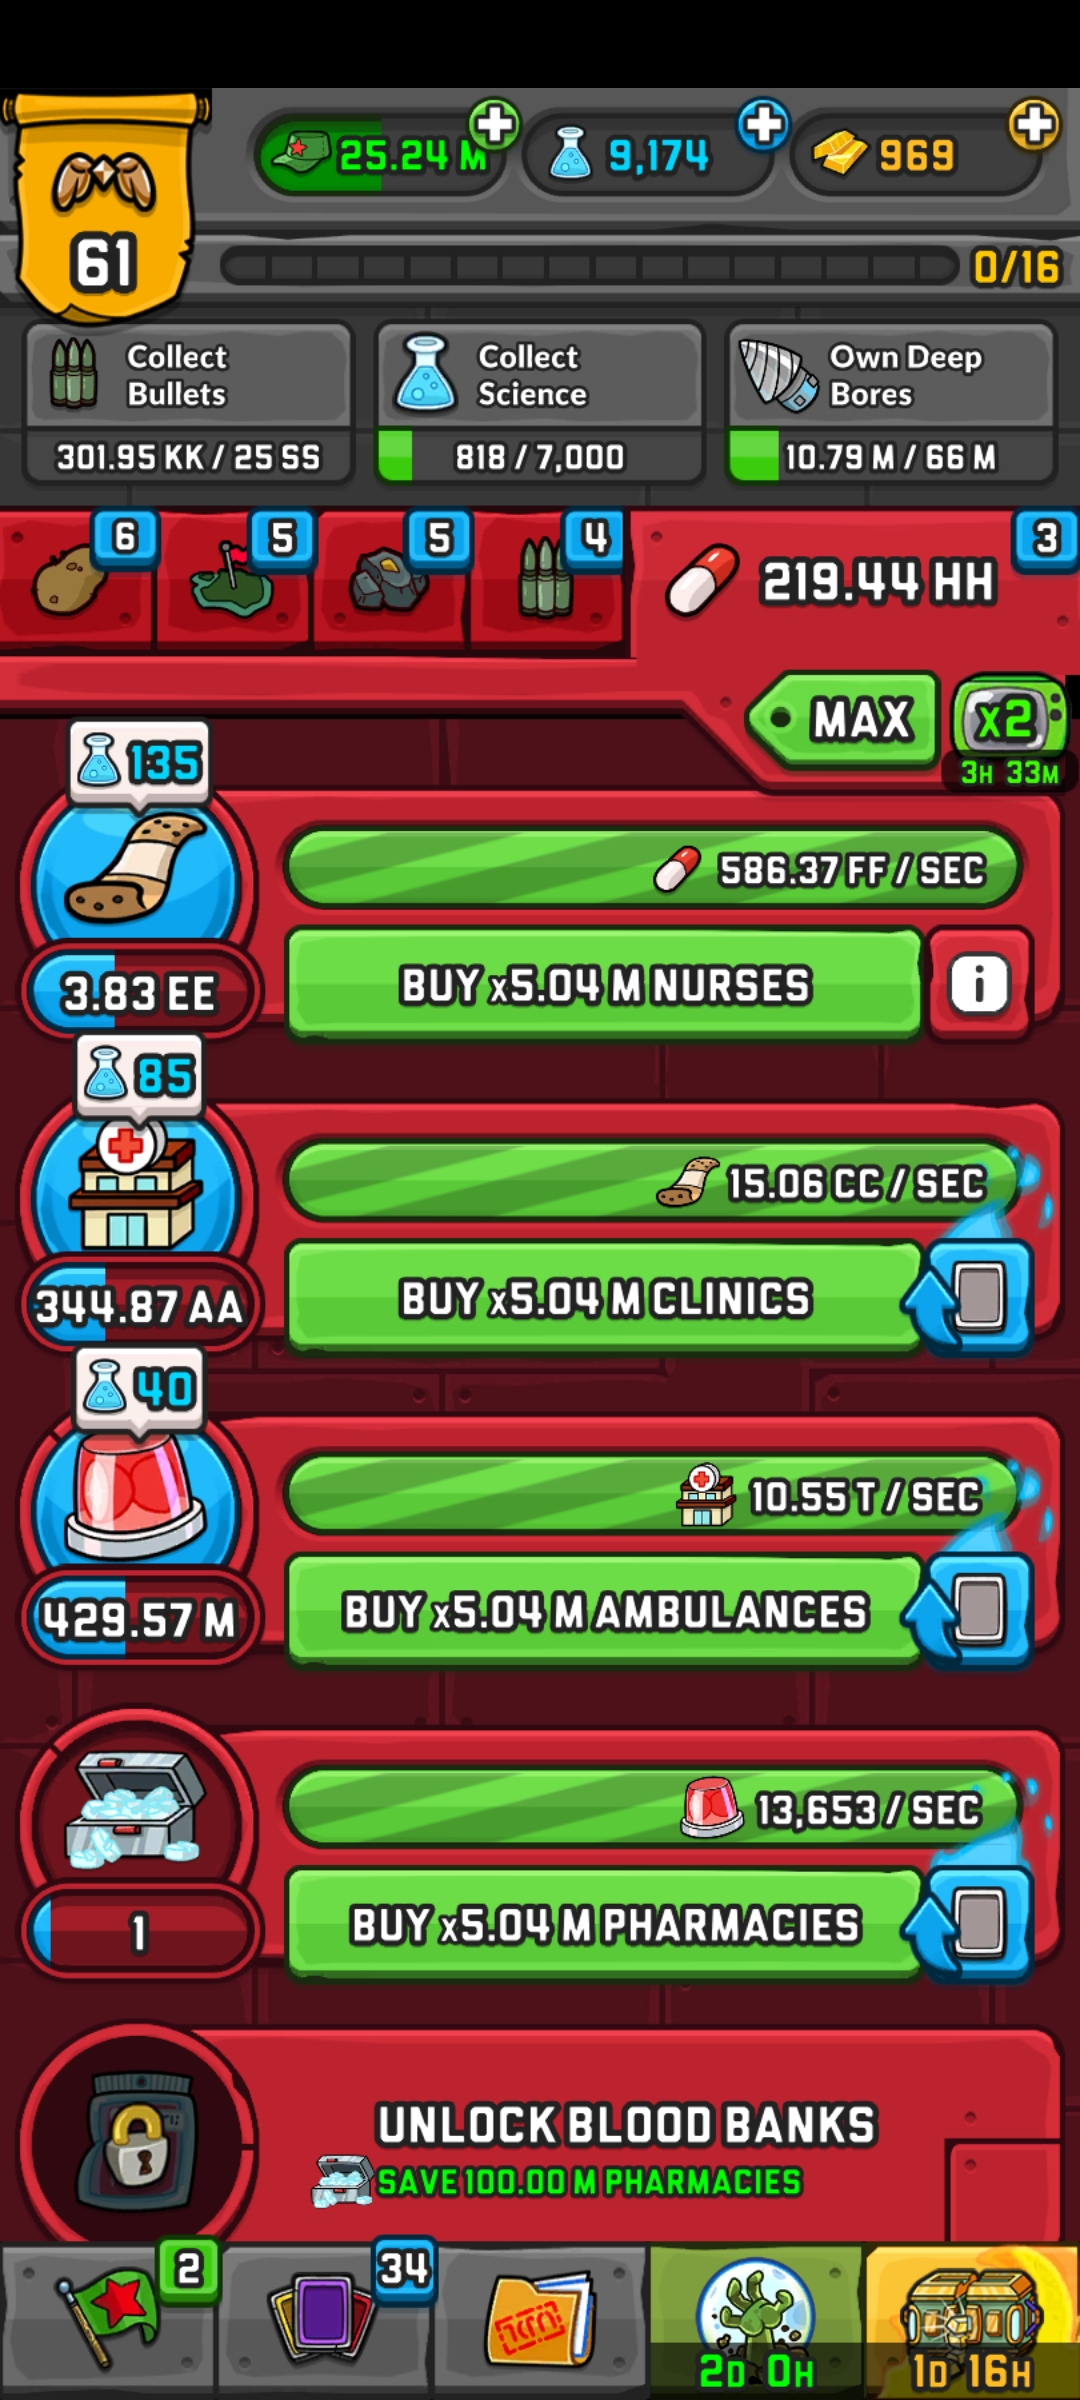 25.24 M
9,174
969
61
0/16
Collect
Bullets
301.95 KK / 25 SS
Collect
Science
818 / 7,000
Own Deep
Bores
10.79 M / 66 M
6
5
5
4
219.44 HH
3
MAX
x2
3H 33M
135
586.37 FF / SEC
3.83 EE
BUY x5.04 M NURSES
i
85
15.06 CC / SEC
344.87 AA
BUY x5.04 M CLINICS
40
10.55 T / SEC
429.57 M
BUY x5.04 M AMBULANCES
13,653 / SEC
1
BUY x5.04 M PHARMACIES
UNLOCK BLOOD BANKS
SAVE 100.00 M PHARMACIES
2
34
2D 0H
1D 16H